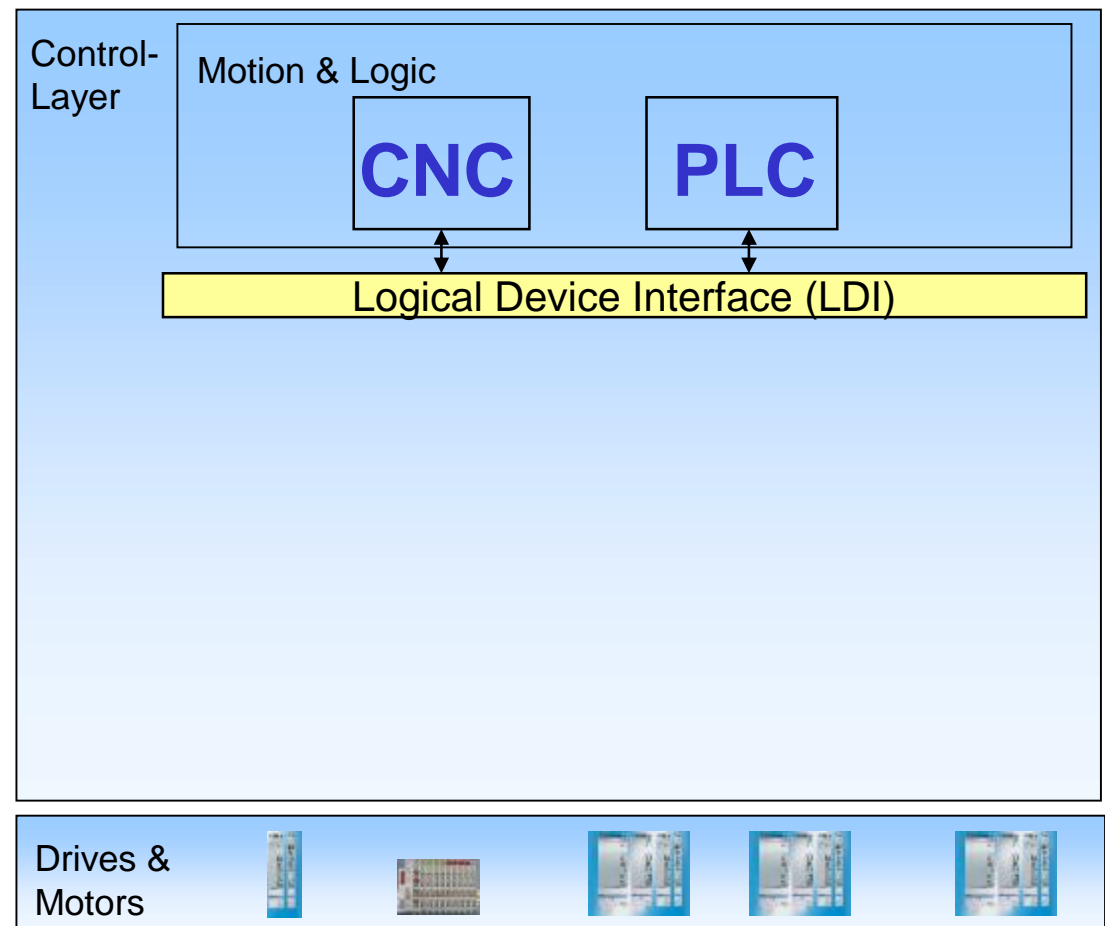 Control-
Layer
Motion & Logic
CNC
PLC
Logical Device Interface (LDI)
Drives &
Motors